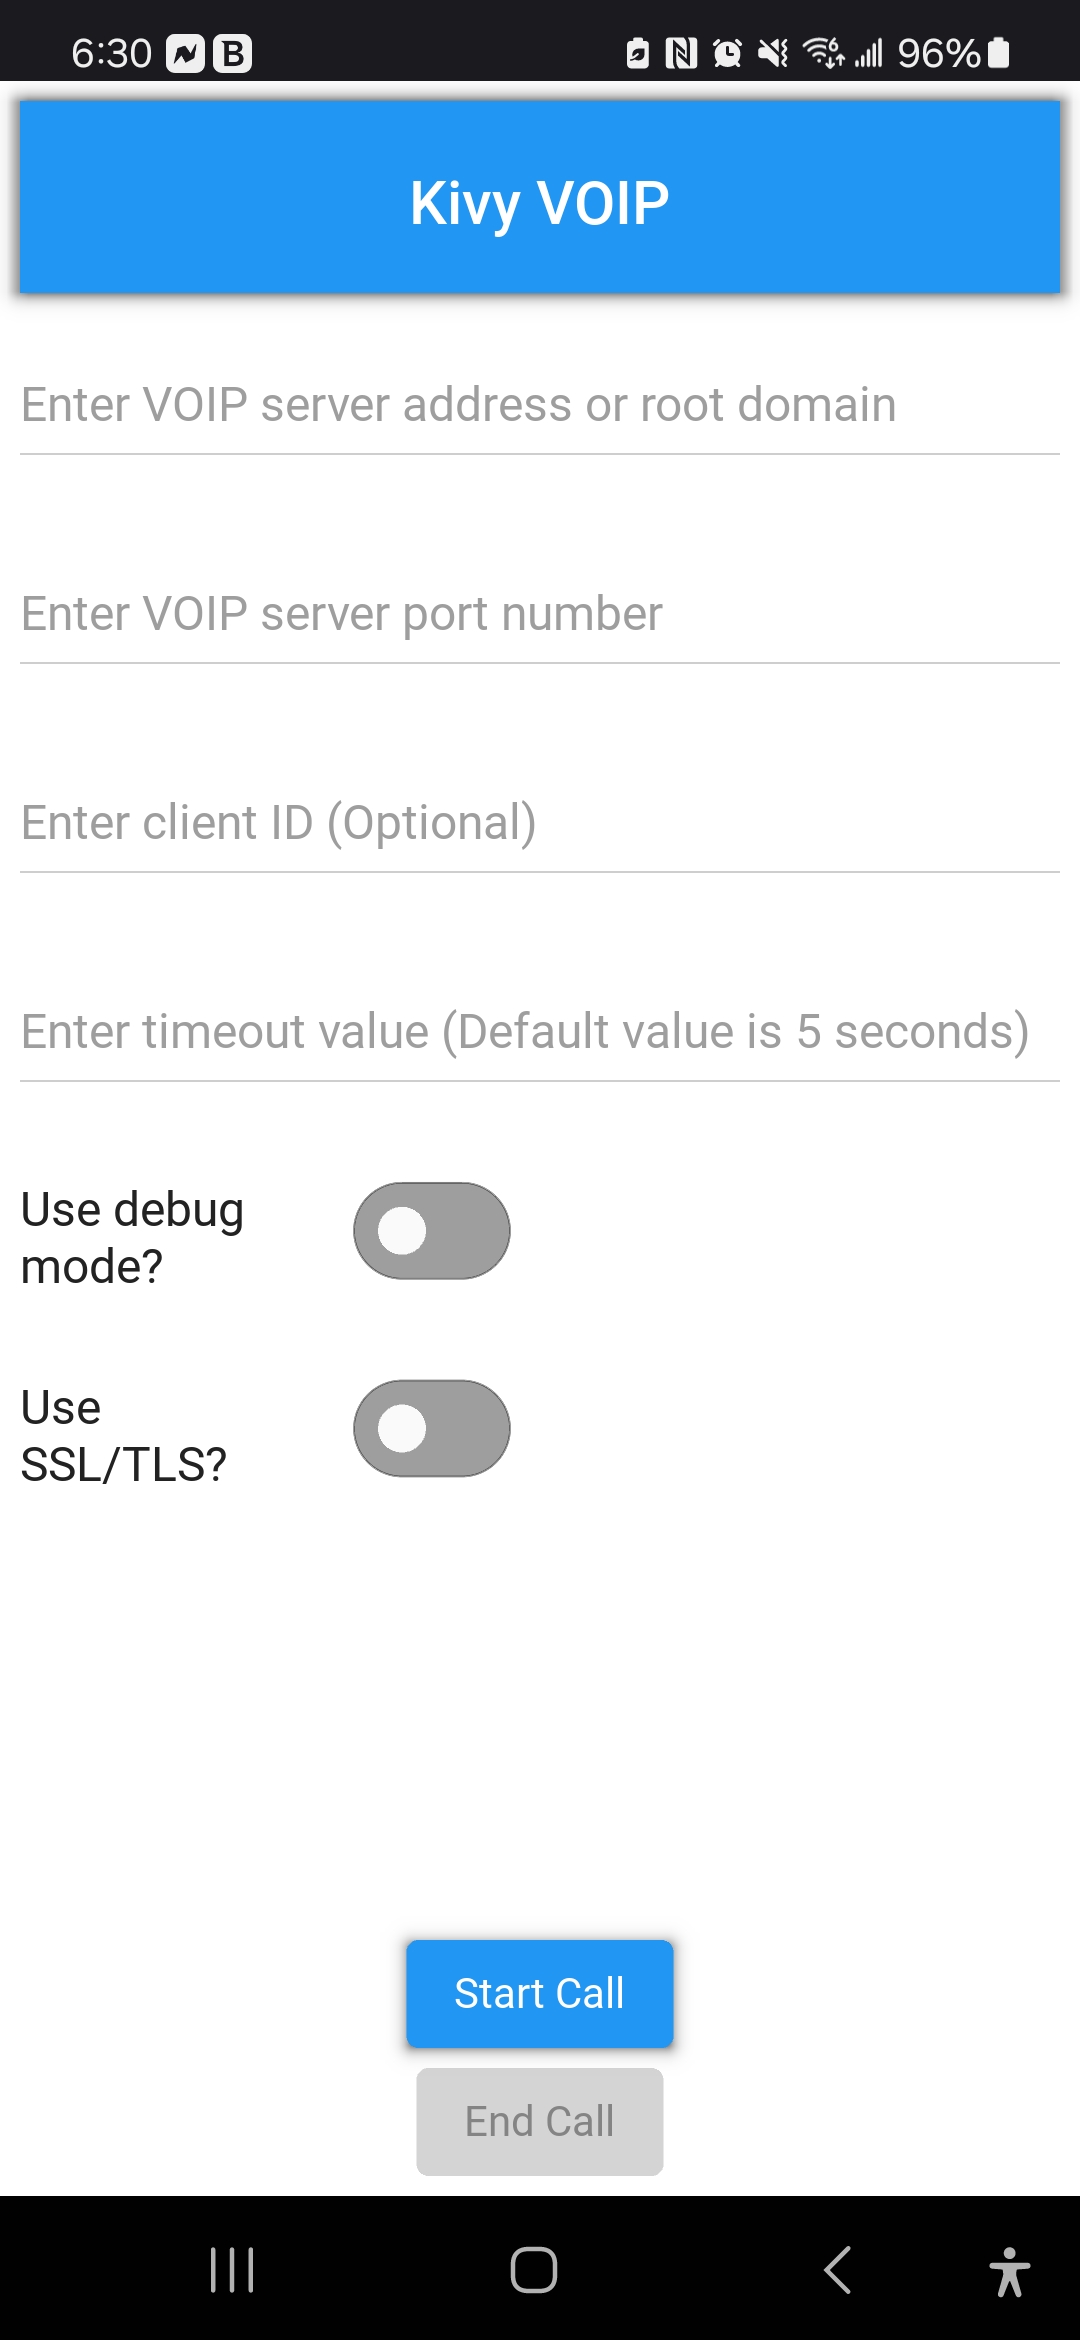 6:30 N B 96%
Kivy VOIP
Enter VOIP server address or root domain
Enter VOIP server port number
Enter client ID (Optional)
Enter timeout value (Default value is 5 seconds)
Use debug
mode?
Use
SSL/TLS?
Start Call
End Call